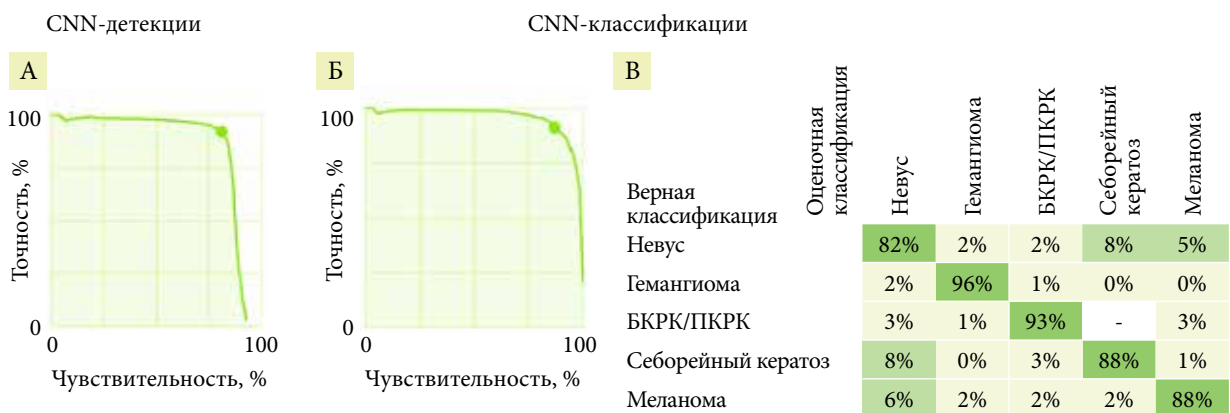 CNN-детекции
CNN-классификации
А
Точность, %
100
0
0
100
Чувствительность, %
Б
Точность, %
100
0
0
100
Чувствительность, %
В
Верная
классификация
Оценочная
классификация
Невус
Гемангиома
БКРК/ПКРК
Себорейный
кератоз
Меланома
Невус 82% 2% 2% 8% 5%
Гемангиома 2% 96% 1% 0% 0%
БКРК/ПКРК 3% 1% 93% - 3%
Себорейный кератоз 8% 0% 3% 88% 1%
Меланома 6% 2% 2% 2% 88%